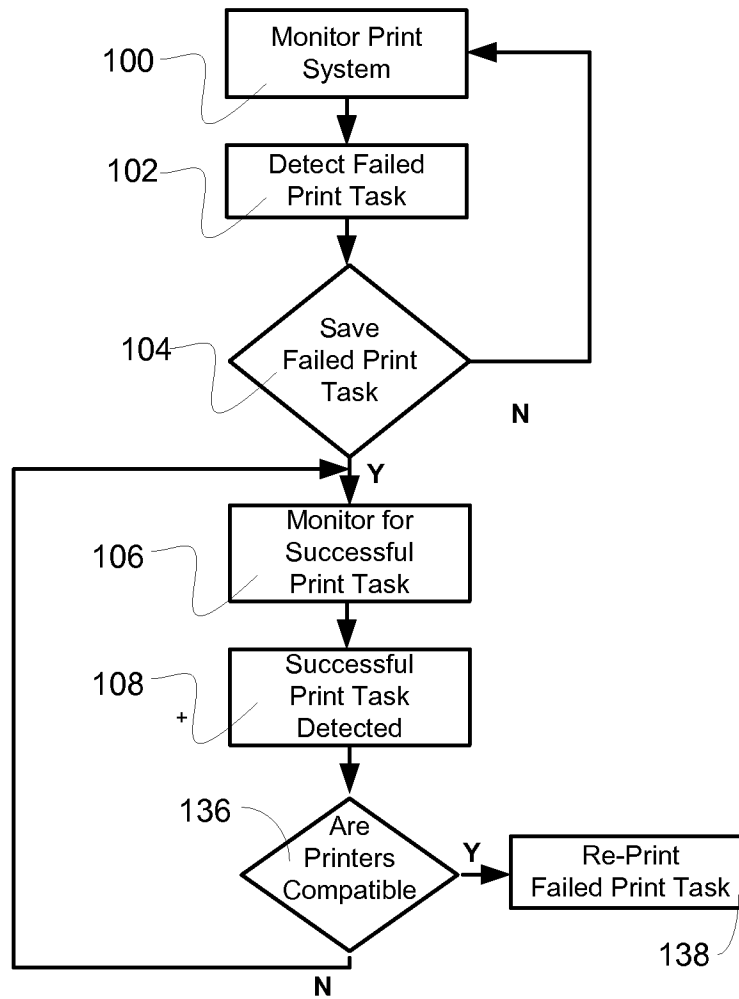 Monitor Print
System
100
Detect Failed
Print Task
102
Save
Failed Print
Task
104
N
Y
Monitor for
Successful
Print Task
106
Successful
Print Task
Detected
108
+
136
Are
Printers
Compatible
Y
Re-Print
Failed Print Task
138
N